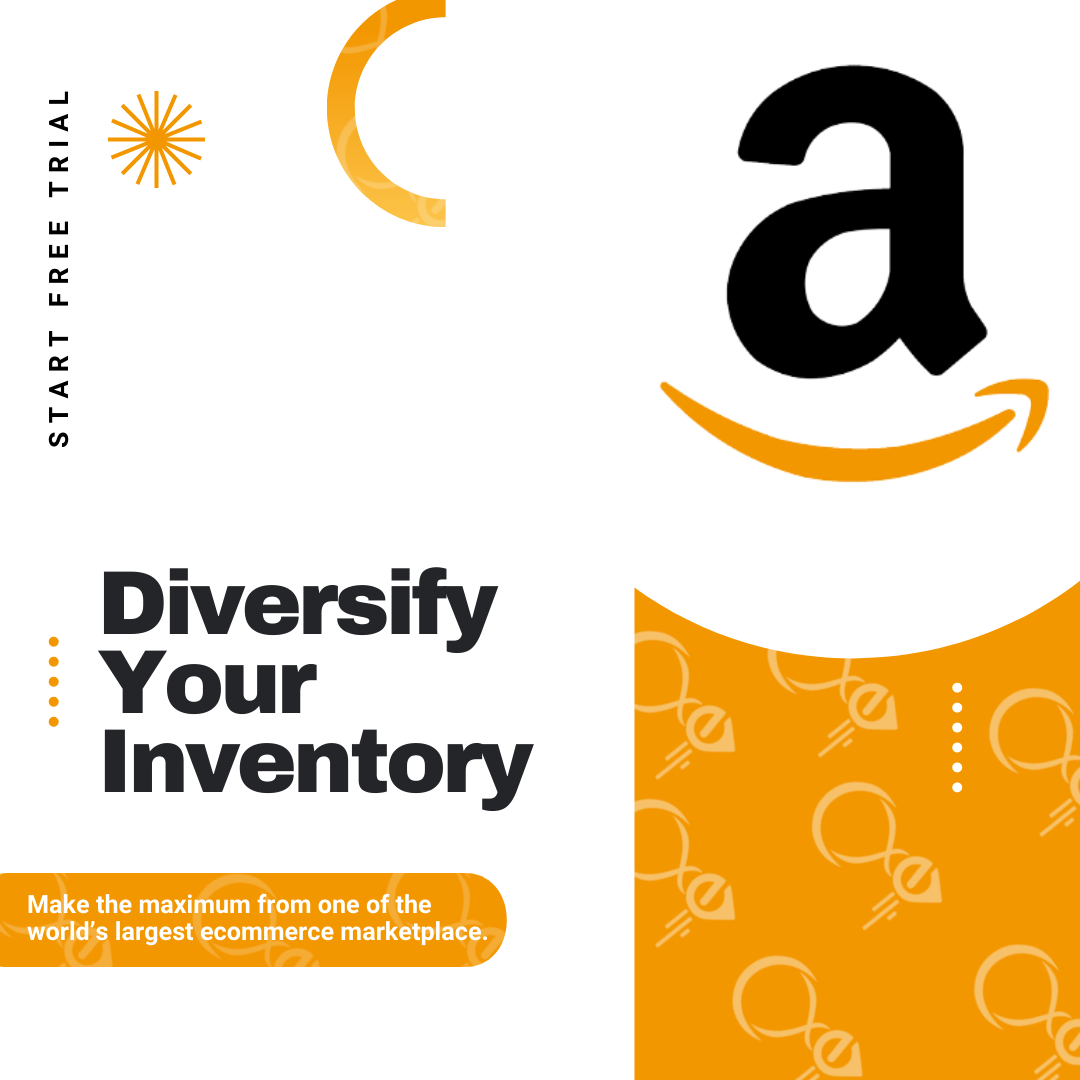 START FREE TRIAL
a
Diversify
Your
Inventory
Make the maximum from one of the
world’s largest ecommerce marketplace.